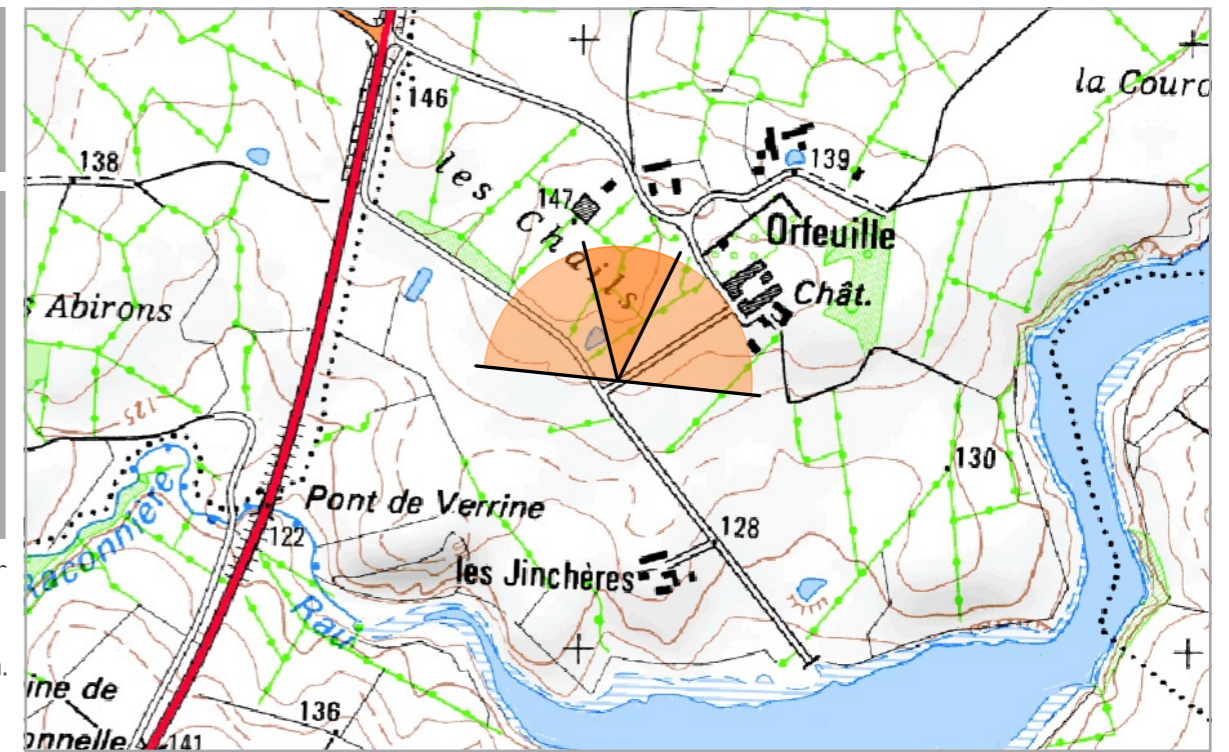 146
la Courc
138
139
les Chails
147
Orfeuille
Chât.
Abirons
125
130
Pont de Verrine
122
128
les Jinchères
Rau
ine de
136
onnelle
141